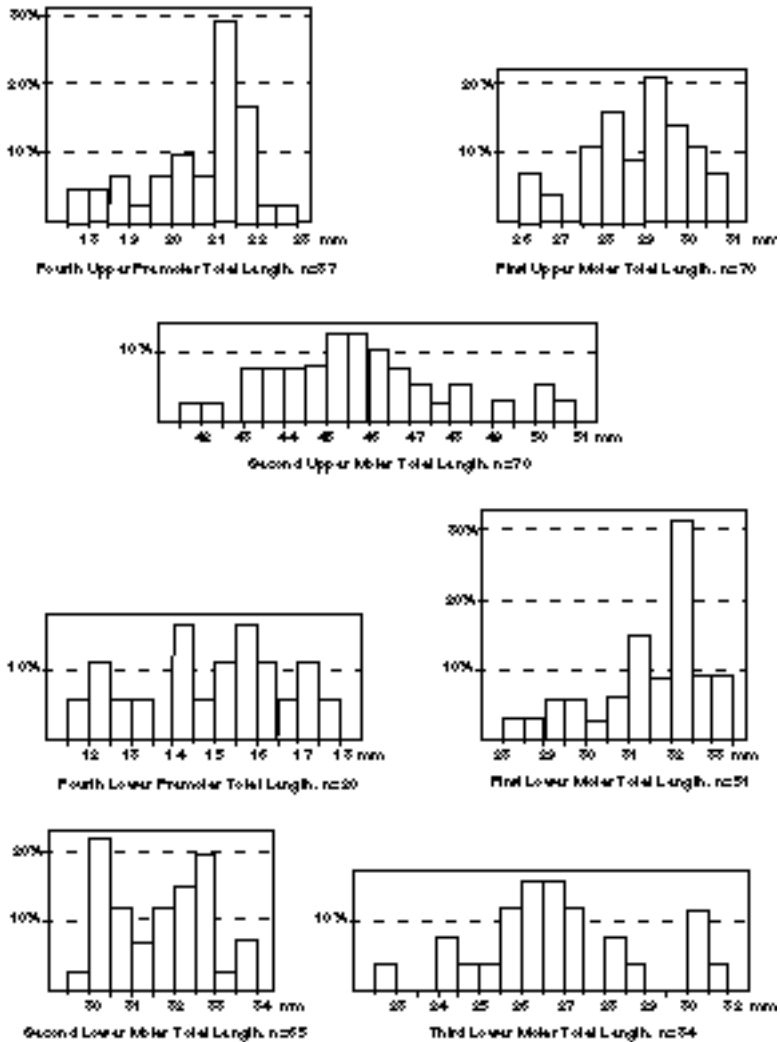 30%
20%
10%
18 19 20 21 22 23 mm
Fourth Upper Premolar Total Length. n=37
20%
10%
26 27 28 29 30 31 mm
First Upper Molar Total Length. n=70
10%
42 43 44 45 46 47 48 49 50 51 mm
Second Upper Molar Total Length. n=70
10%
12 13 14 15 16 17 18 mm
Fourth Lower Premolar Total Length. n=20
30%
20%
10%
28 29 30 31 32 33 mm
First Lower Molar Total Length. n=31
20%
10%
30 31 32 33 34 mm
Second Lower Molar Total Length. n=35
10%
23 24 25 26 27 28 29 30 32 mm
Third Lower Molar Total Length. n=34